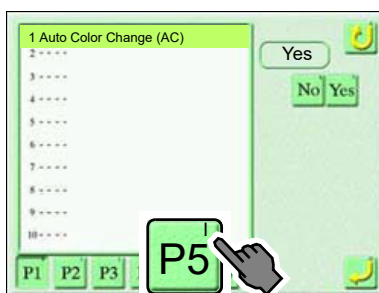 1 Auto Color Change (AC)
2 - - - -
3 - - - -
4 - - - -
5 - - - -
6 - - - -
7 - - - -
8 - - - -
9 - - - -
10 - - - -
Yes
No Yes
P1 P2 P3
P5